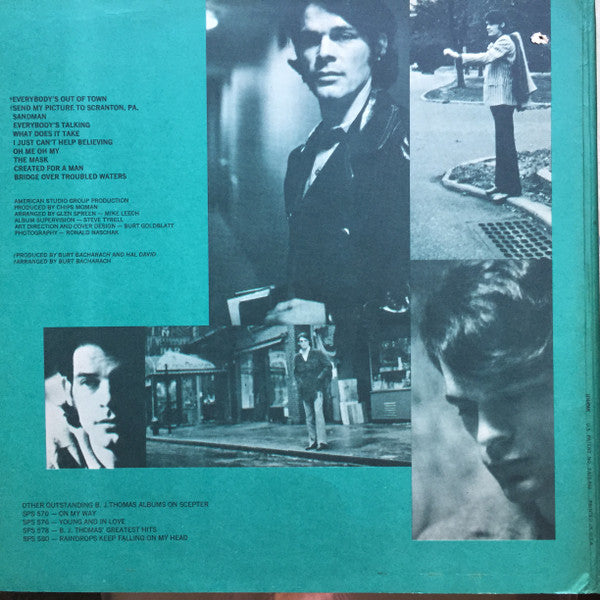 *EVERYBODY'S OUT OF TOWN
†SEND MY PICTURE TO SCRANTON, PA.
SANDMAN
EVERYBODY'S TALKING
WHAT DOES IT TAKE
I JUST CAN'T HELP BELIEVING
OH ME OH MY
THE MASK
CREATED FOR A MAN
BRIDGE OVER TROUBLED WATERS
AMERICAN STUDIO GROUP PRODUCTION
PRODUCED BY CHIPS MOMAN
ARRANGED BY GLEN SPREEN — MIKE LEECH
ALBUM SUPERVISION — STEVE TYRELL
ART DIRECTION AND COVER DESIGN — BURT GOLDBLATT
PHOTOGRAPHY — RONALD NASCHAK
†PRODUCED BY BURT BACHARACH AND HAL DAVID
*ARRANGED BY BURT BACHARACH
OTHER OUTSTANDING B. J. THOMAS ALBUMS ON SCEPTER
SPS 570 — ON MY WAY
SPS 576 — YOUNG AND IN LOVE
SPS 578 — B. J. THOMAS' GREATEST HITS
SPS 580 — RAINDROPS KEEP FALLING ON MY HEAD